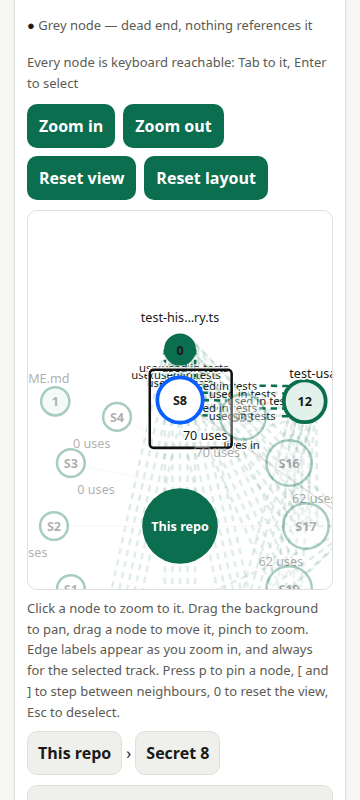 ● Grey node — dead end, nothing references it
Every node is keyboard reachable: Tab to it, Enter
to select
Zoom in
Zoom out
Reset view
Reset layout
test-his…ry.ts
0
ME.md
test-usa
1
S4
S8
12
70 uses
70 uses
lives in
0 uses
S3
S16
0 uses
62 uses
S2
This repo
S17
ses
62 uses
Click a node to zoom to it. Drag the background
to pan, drag a node to move it, pinch to zoom.
Edge labels appear as you zoom in, and always
for the selected track. Press p to pin a node, [ and
] to step between neighbours, 0 to reset the view,
Esc to deselect.
This repo › Secret 8